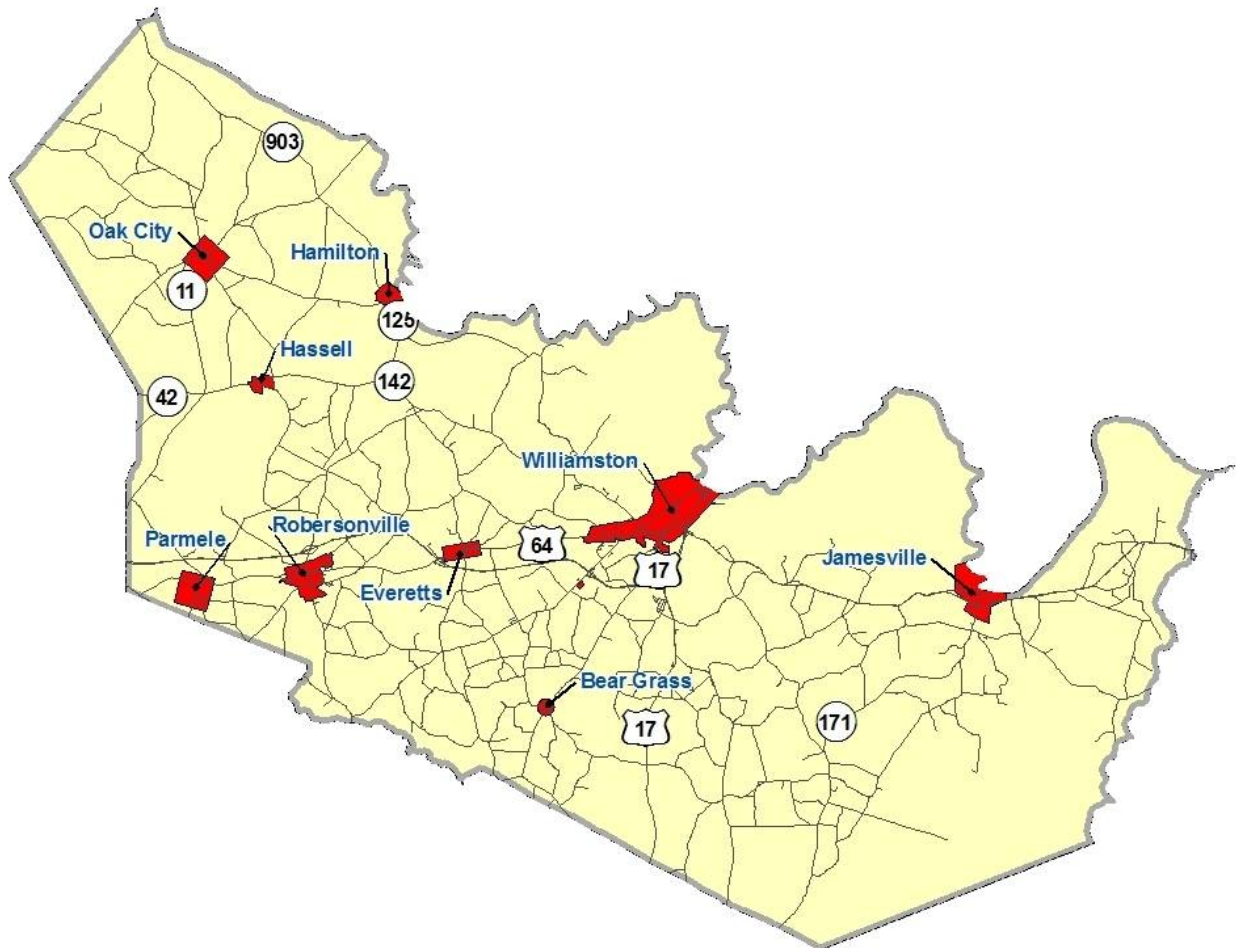 903
Oak City
Hamilton
11
125
Hassell
142
42
Williamston
Robersonville
Parmele
64
17
Jamesville
Everetts
Bear Grass
171
17